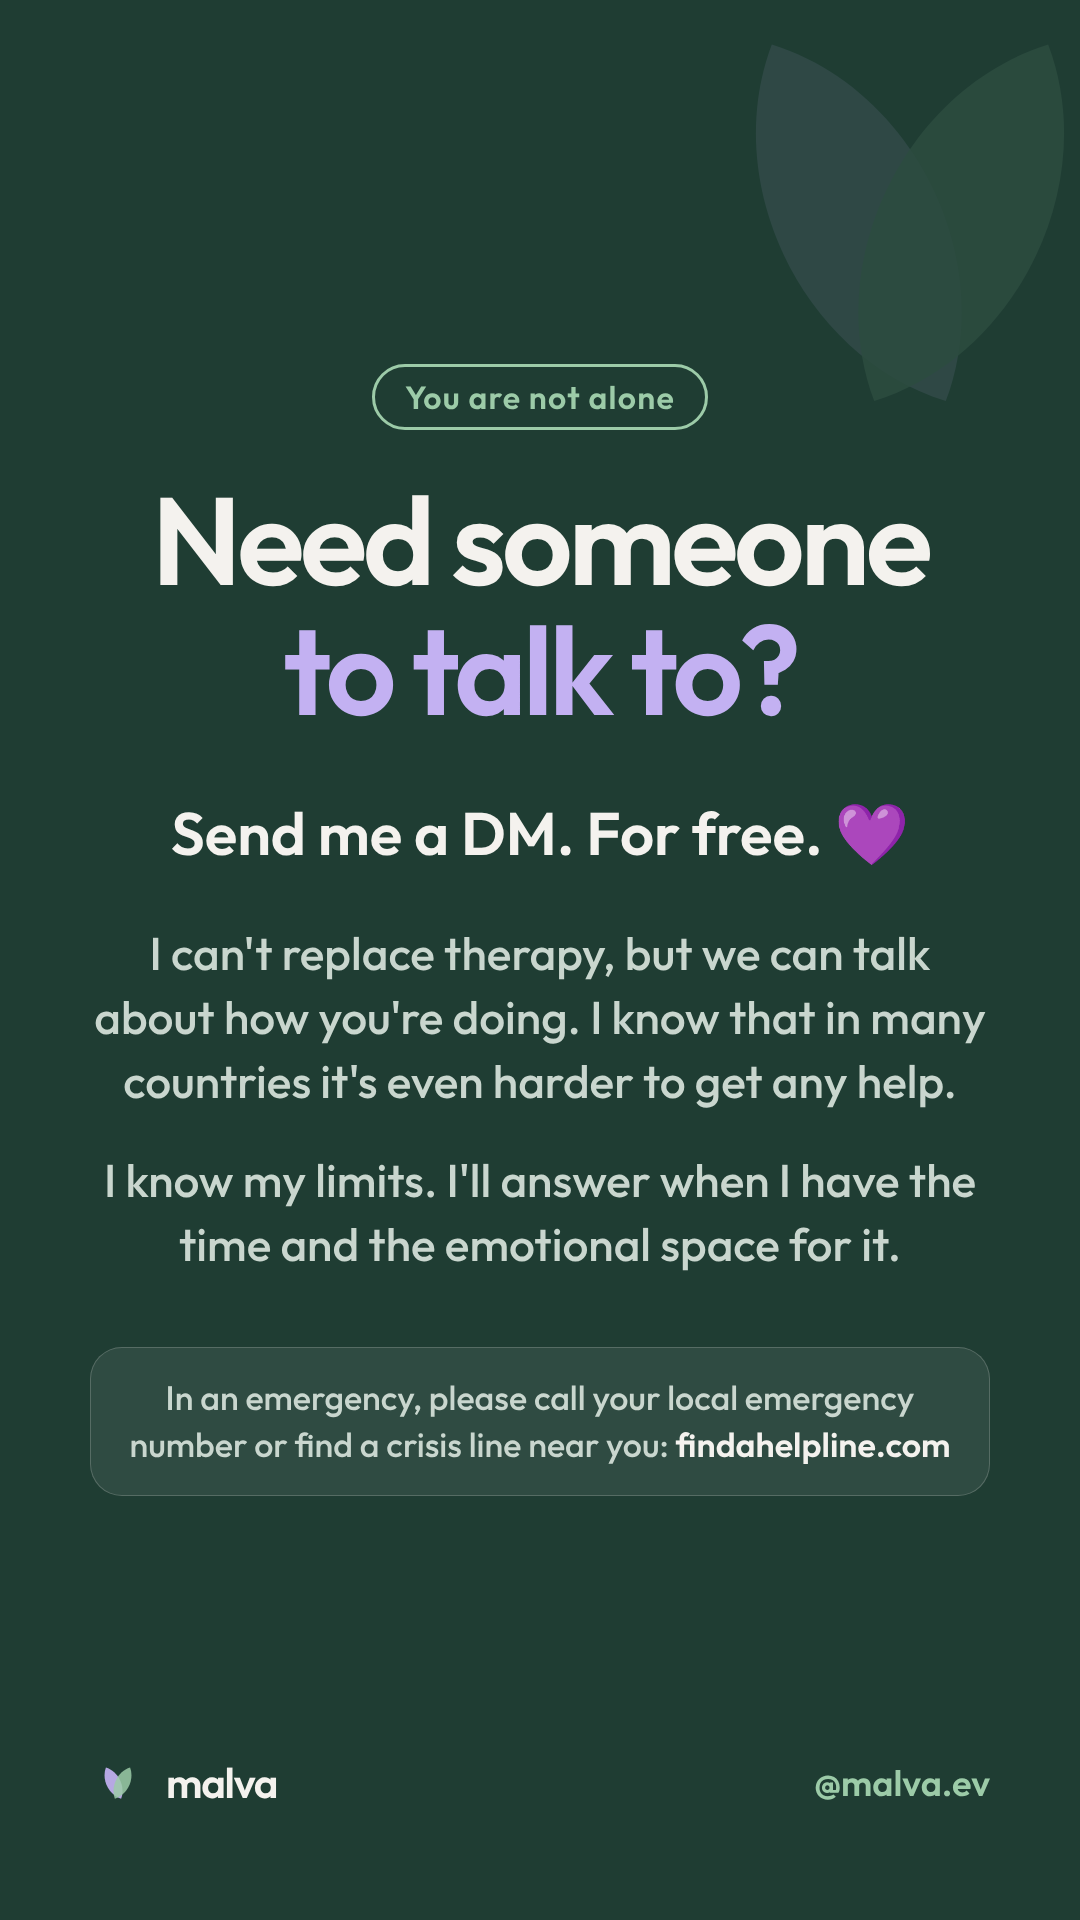 You are not alone
Need someone
to talk to?
Send me a DM. For free. 💜
I can't replace therapy, but we can talk
about how you're doing. I know that in many
countries it's even harder to get any help.
I know my limits. I'll answer when I have the
time and the emotional space for it.
In an emergency, please call your local emergency
number or find a crisis line near you: findahelpline.com
malva
@malva.ev